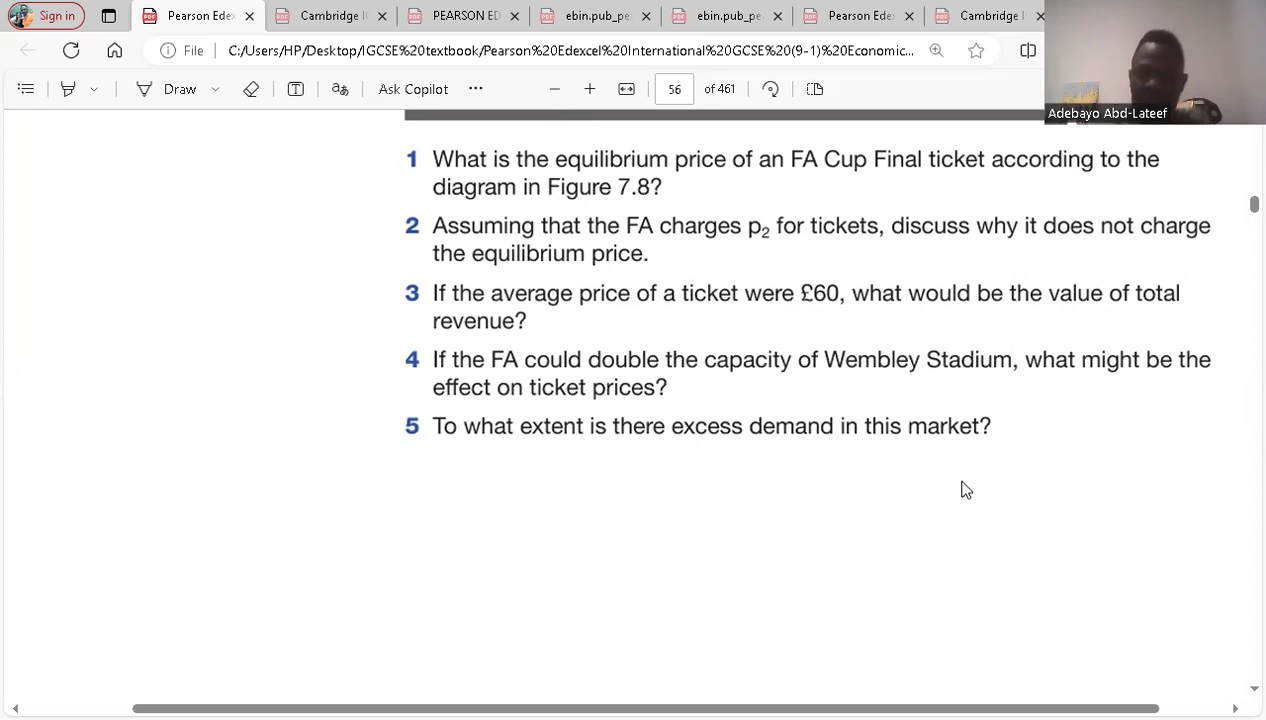 Sign in
Pearson Edex
Cambridge I
PEARSON ED
ebin.pub_pe
ebin.pub_pe
Pearson Edex
Cambridge I
File
C:/Users/HP/Desktop/IGCSE%20textbook/Pearson%20Edexcel%20International%20GCSE%20(9-1)%20Economic...
Draw
aあ
Ask Copilot
56
of 461
Adebayo Abd-Lateef
1 What is the equilibrium price of an FA Cup Final ticket according to the
diagram in Figure 7.8?
2 Assuming that the FA charges p₂ for tickets, discuss why it does not charge
the equilibrium price.
3 If the average price of a ticket were £60, what would be the value of total
revenue?
4 If the FA could double the capacity of Wembley Stadium, what might be the
effect on ticket prices?
5 To what extent is there excess demand in this market?